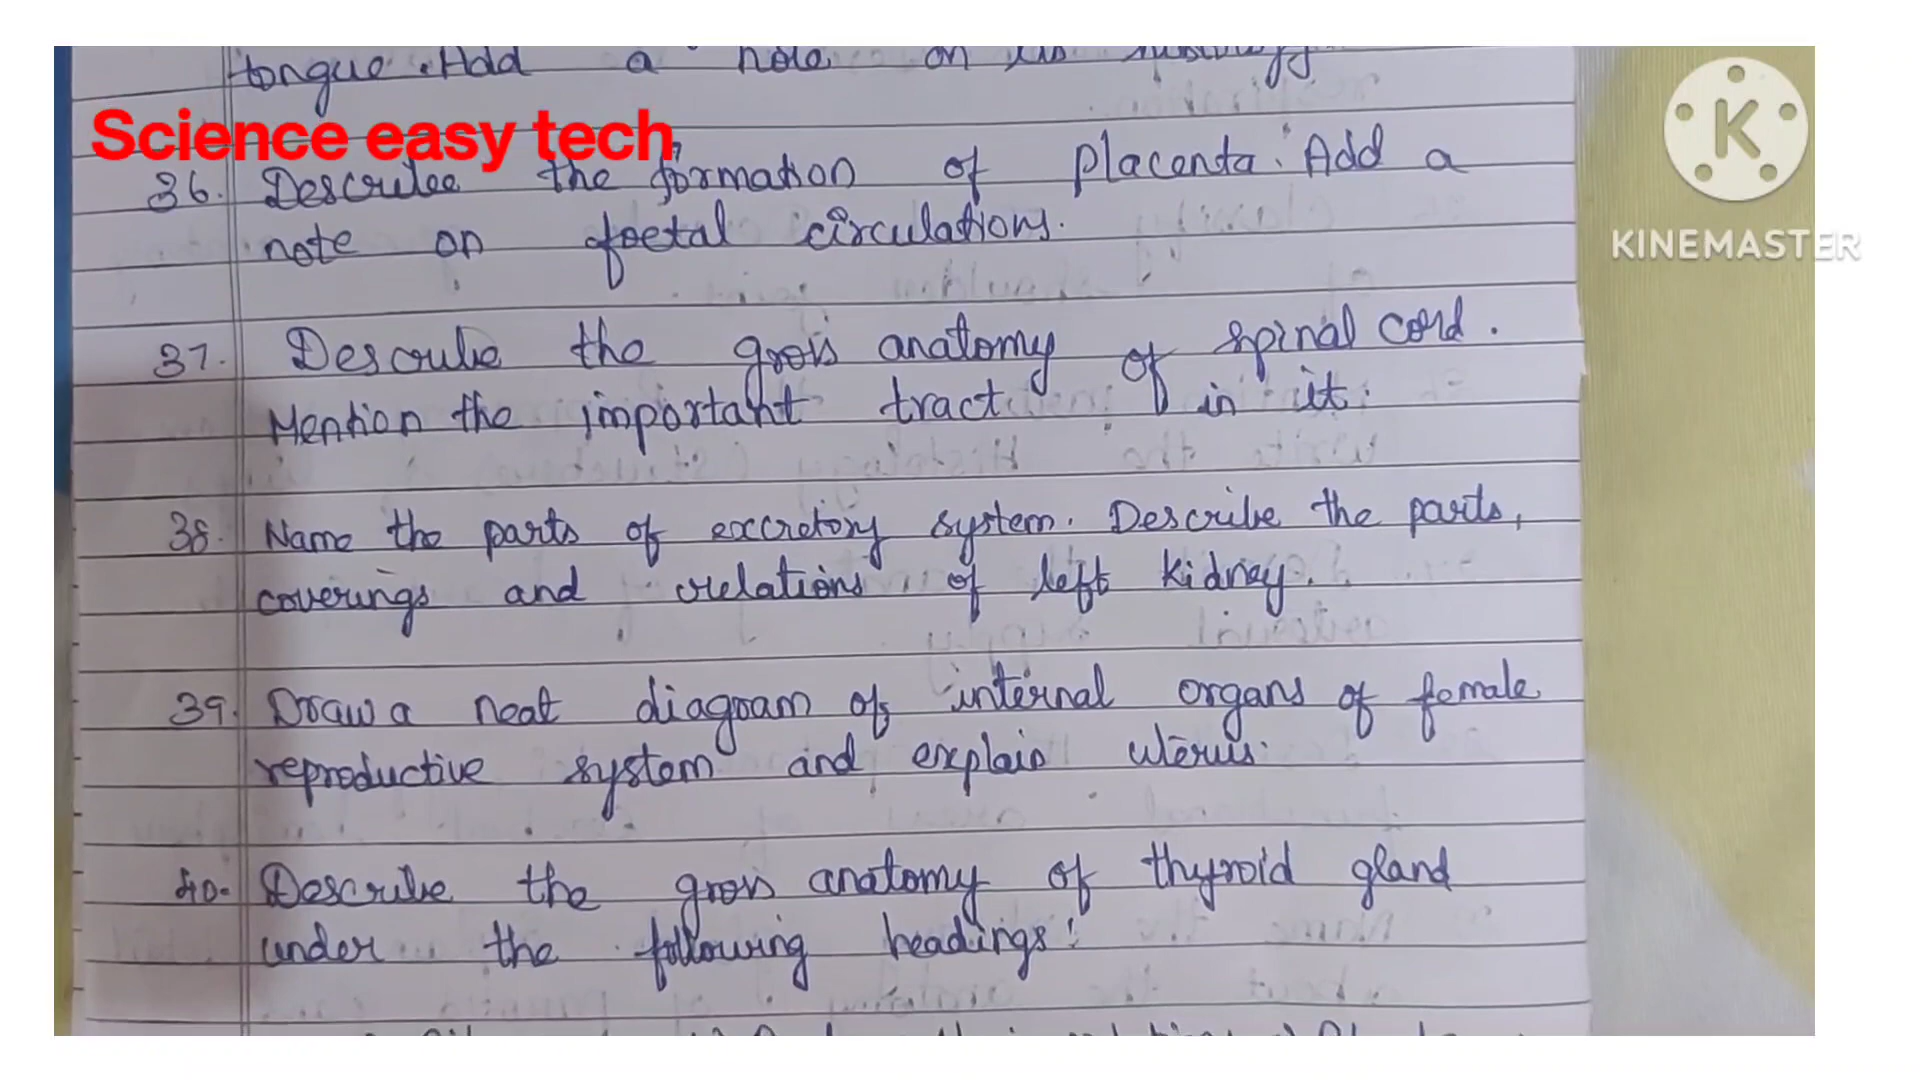 tongue. Add a note on its
Science easy tech
36. Describe the formation of placenta. Add a
note on foetal circulations.
37. Describe the gross anatomy of spinal cord.
Mention the important tract in it.
38. Name the parts of excretory system. Describe the parts,
coverings and relations of left kidney.
39. Draw a neat diagram of internal organs of female
reproductive system and explain uterus.
40. Describe the gross anatomy of thyroid gland
under the following headings:
K
KINEMASTER